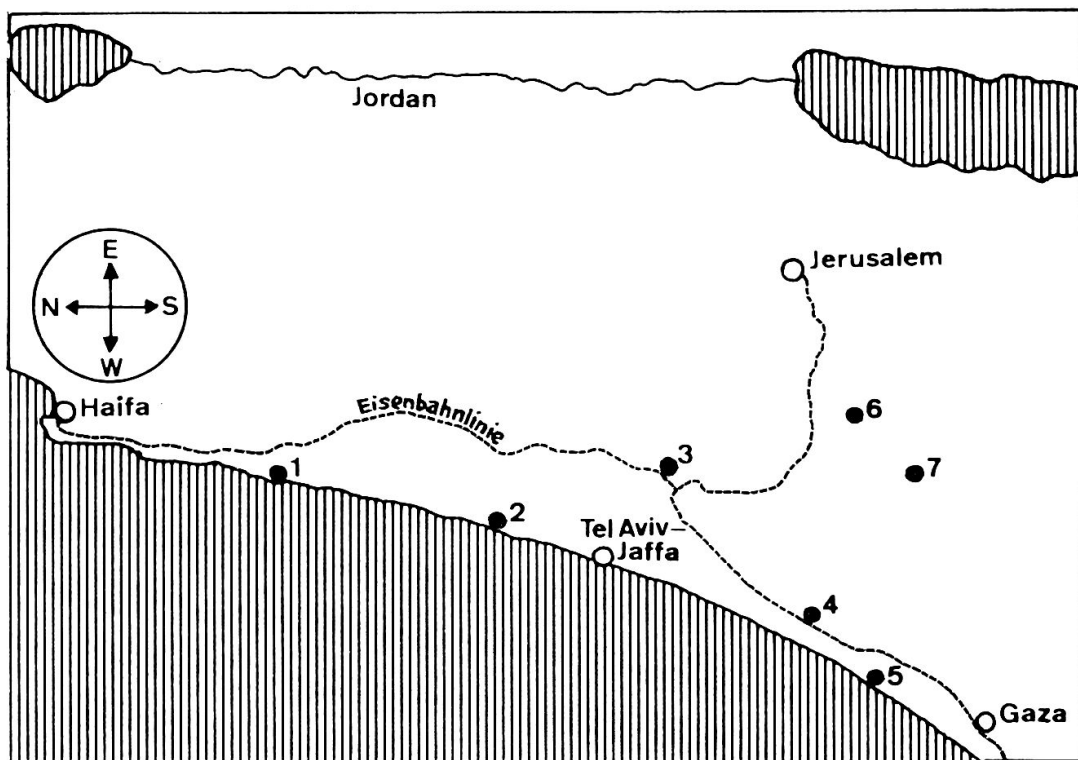 Jordan
Jerusalem
E
N
S
W
Haifa
Eisenbahnlinie
6
3
7
1
2
Tel Aviv-
Jaffa
4
5
Gaza